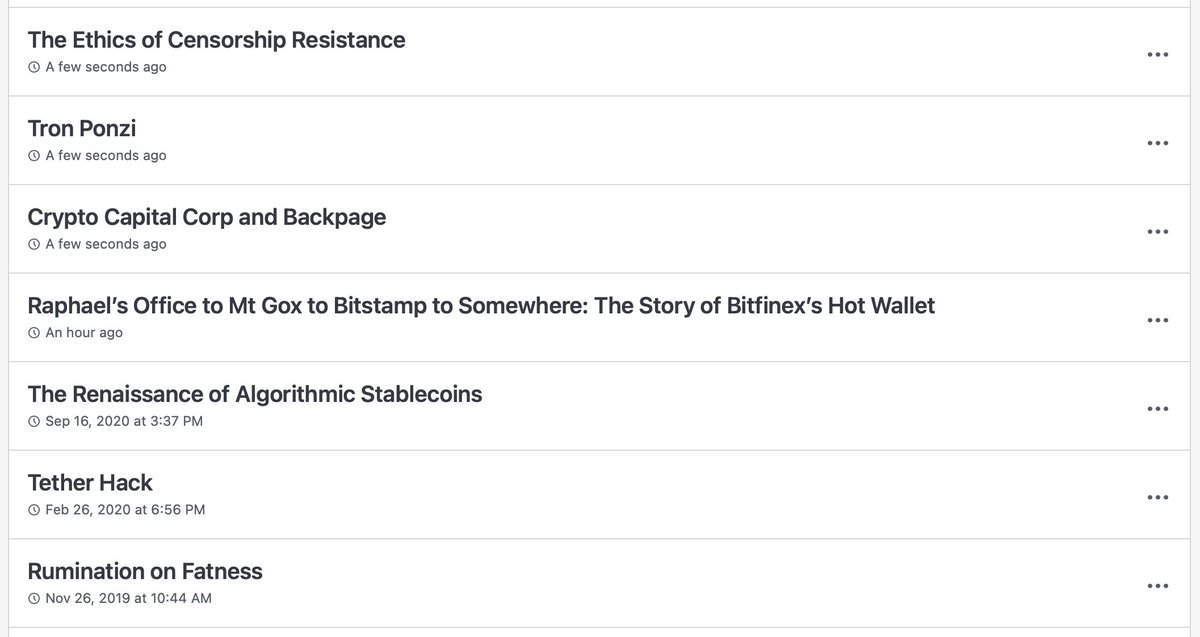 The Ethics of Censorship Resistance
A few seconds ago
Tron Ponzi
A few seconds ago
Crypto Capital Corp and Backpage
A few seconds ago
Raphael’s Office to Mt Gox to Bitstamp to Somewhere: The Story of Bitfinex’s Hot Wallet
An hour ago
The Renaissance of Algorithmic Stablecoins
Sep 16, 2020 at 3:37 PM
Tether Hack
Feb 26, 2020 at 6:56 PM
Rumination on Fatness
Nov 26, 2019 at 10:44 AM